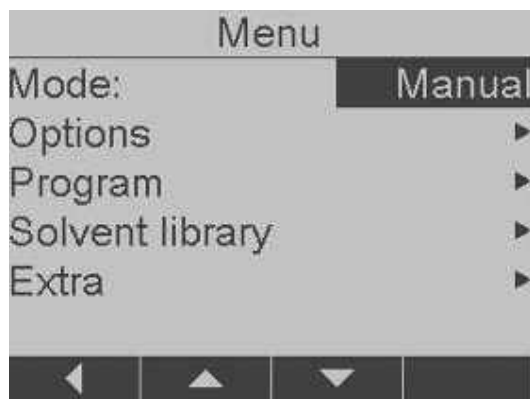 Menu
Mode: Manual
Options
Program
Solvent library
Extra